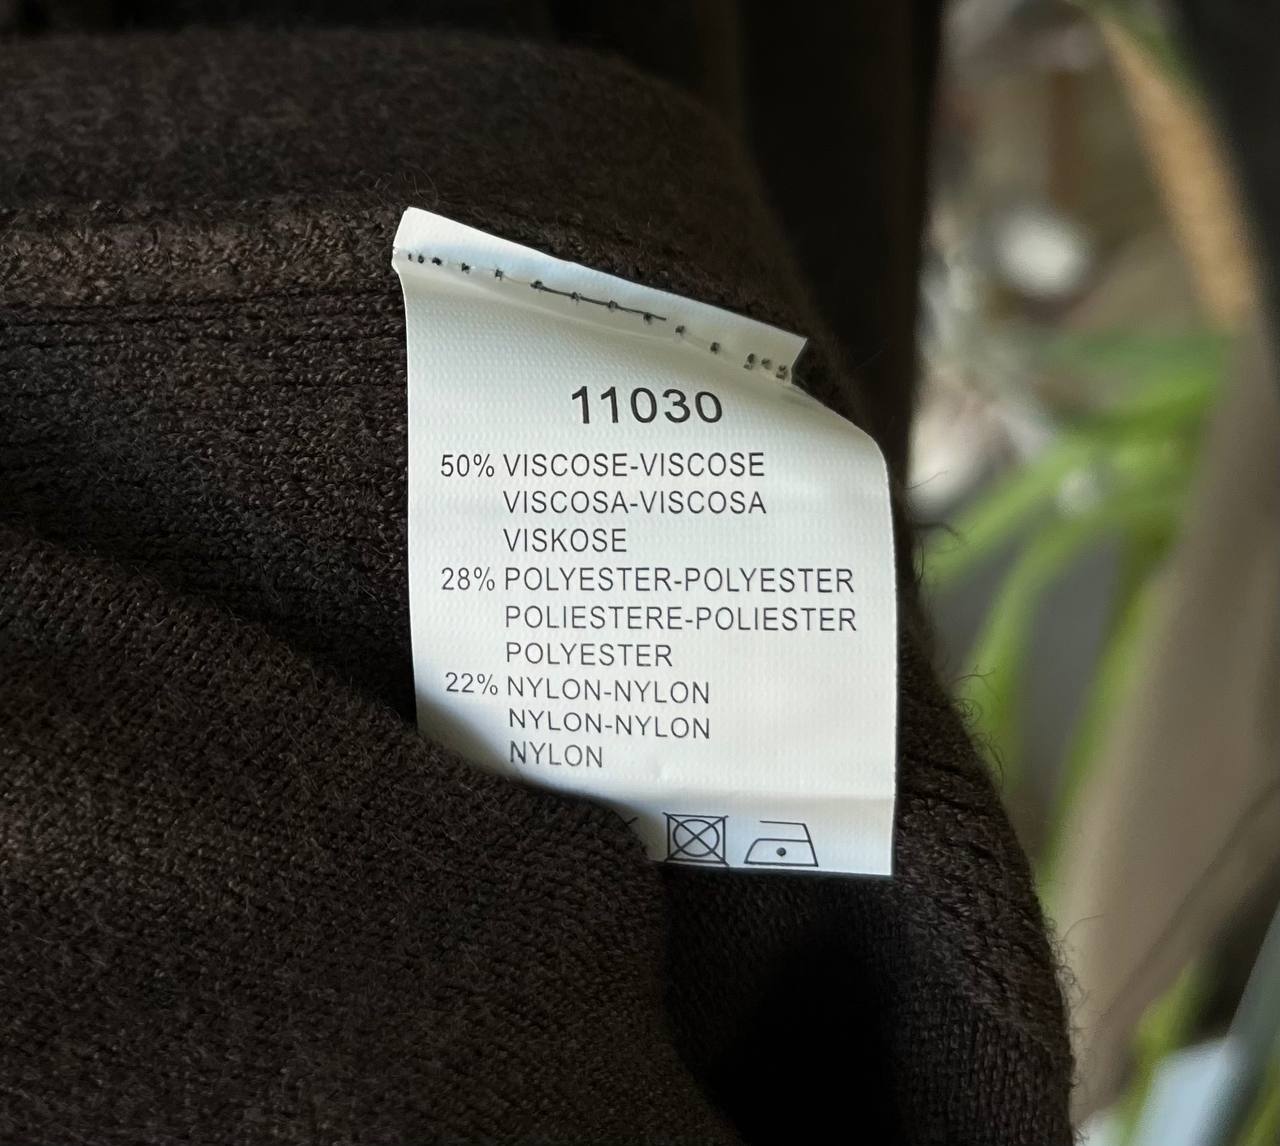 11030
50% VISCOSE-VISCOSE
VISCOSA-VISCOSA
VISKOSE
28% POLYESTER-POLYESTER
POLIESTERE-POLIESTER
POLYESTER
22% NYLON-NYLON
NYLON-NYLON
NYLON